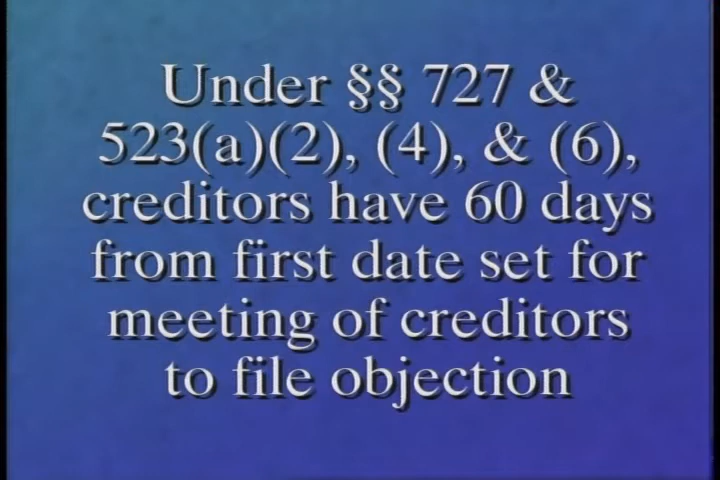 Under §§ 727 &
523(a)(2), (4), & (6),
creditors have 60 days
from first date set for
meeting of creditors
to file objection